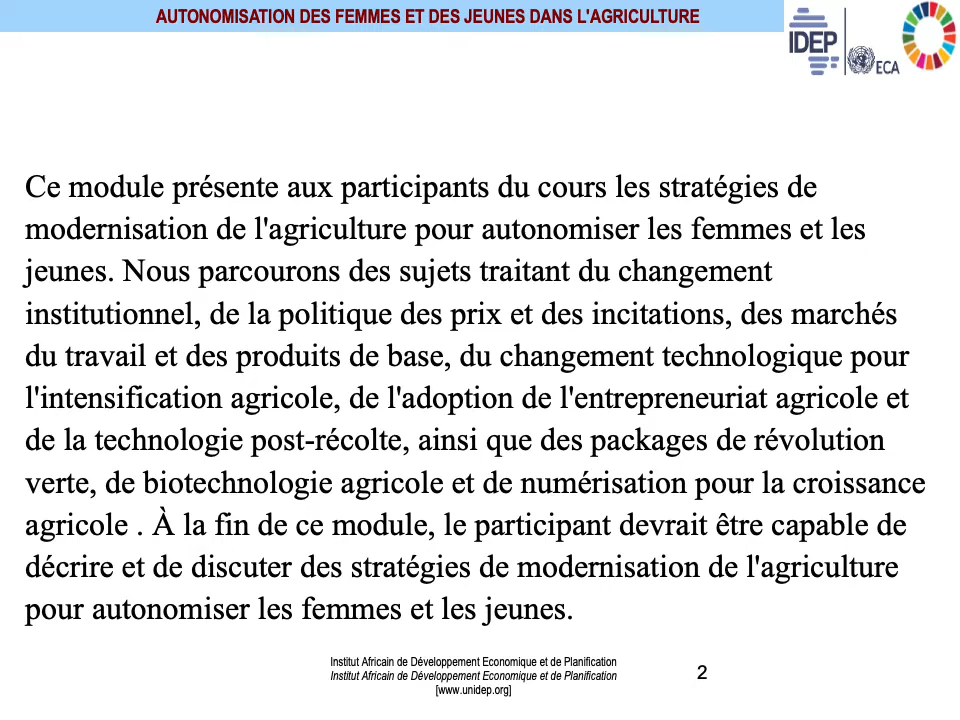 AUTONOMISATION DES FEMMES ET DES JEUNES DANS L'AGRICULTURE
IDEP
ECA
Ce module présente aux participants du cours les stratégies de
modernisation de l'agriculture pour autonomiser les femmes et les
jeunes. Nous parcourons des sujets traitant du changement
institutionnel, de la politique des prix et des incitations, des marchés
du travail et des produits de base, du changement technologique pour
l'intensification agricole, de l'adoption de l'entrepreneuriat agricole et
de la technologie post-récolte, ainsi que des packages de révolution
verte, de biotechnologie agricole et de numérisation pour la croissance
agricole . À la fin de ce module, le participant devrait être capable de
décrire et de discuter des stratégies de modernisation de l'agriculture
pour autonomiser les femmes et les jeunes.
Institut Africain de Développement Economique et de Planification
Institut Africain de Développement Economique et de Planification
[www.unidep.org]
2